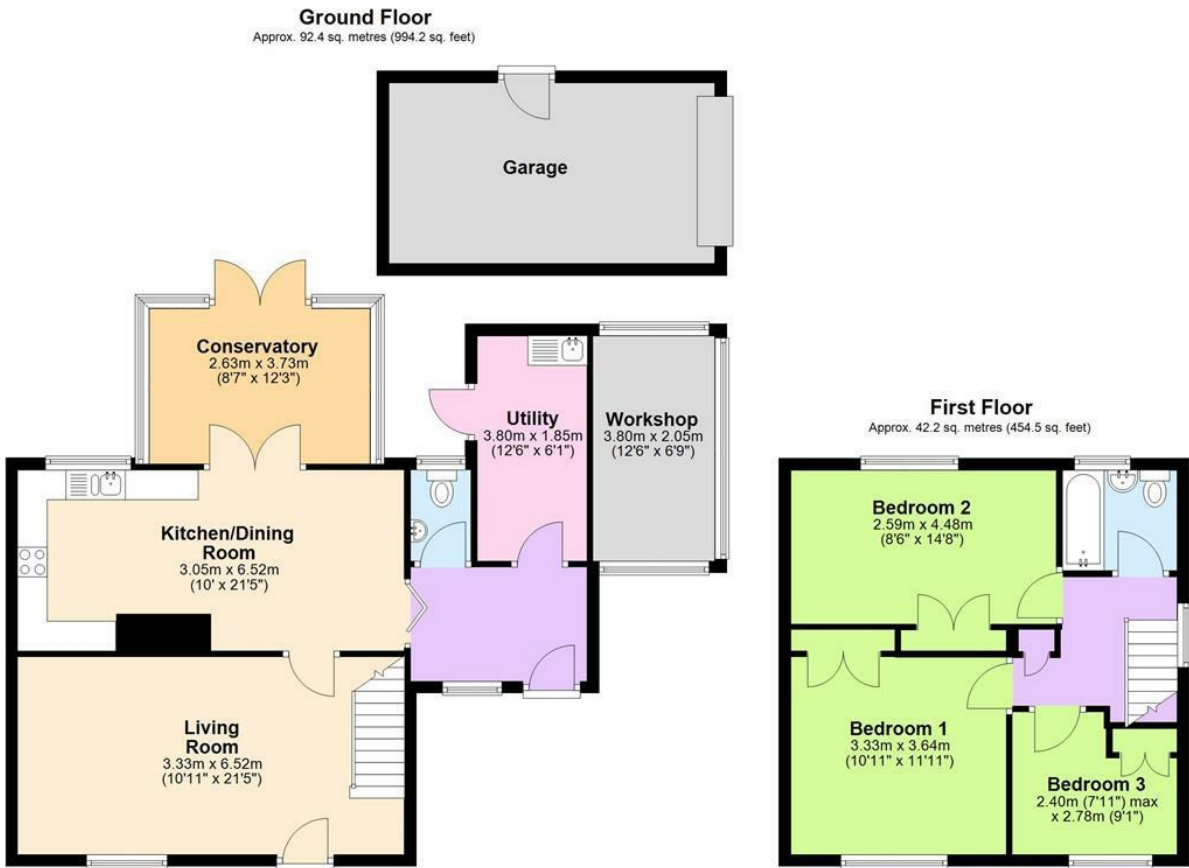 Ground Floor
Approx. 92.4 sq. metres (994.2 sq. feet)
Garage
Conservatory
2.63m x 3.73m
(8'7" x 12'3")
Utility
3.80m x 1.85m
(12'6" x 6'1")
Workshop
3.80m x 2.05m
(12'6" x 6'9")
Kitchen/Dining
Room
3.05m x 6.52m
(10' x 21'5")
Living
Room
3.33m x 6.52m
(10'11" x 21'5")
First Floor
Approx. 42.2 sq. metres (454.5 sq. feet)
Bedroom 2
2.59m x 4.48m
(8'6" x 14'8")
Bedroom 1
3.33m x 3.64m
(10'11" x 11'11")
Bedroom 3
2.40m (7'11") max
x 2.78m (9'1")